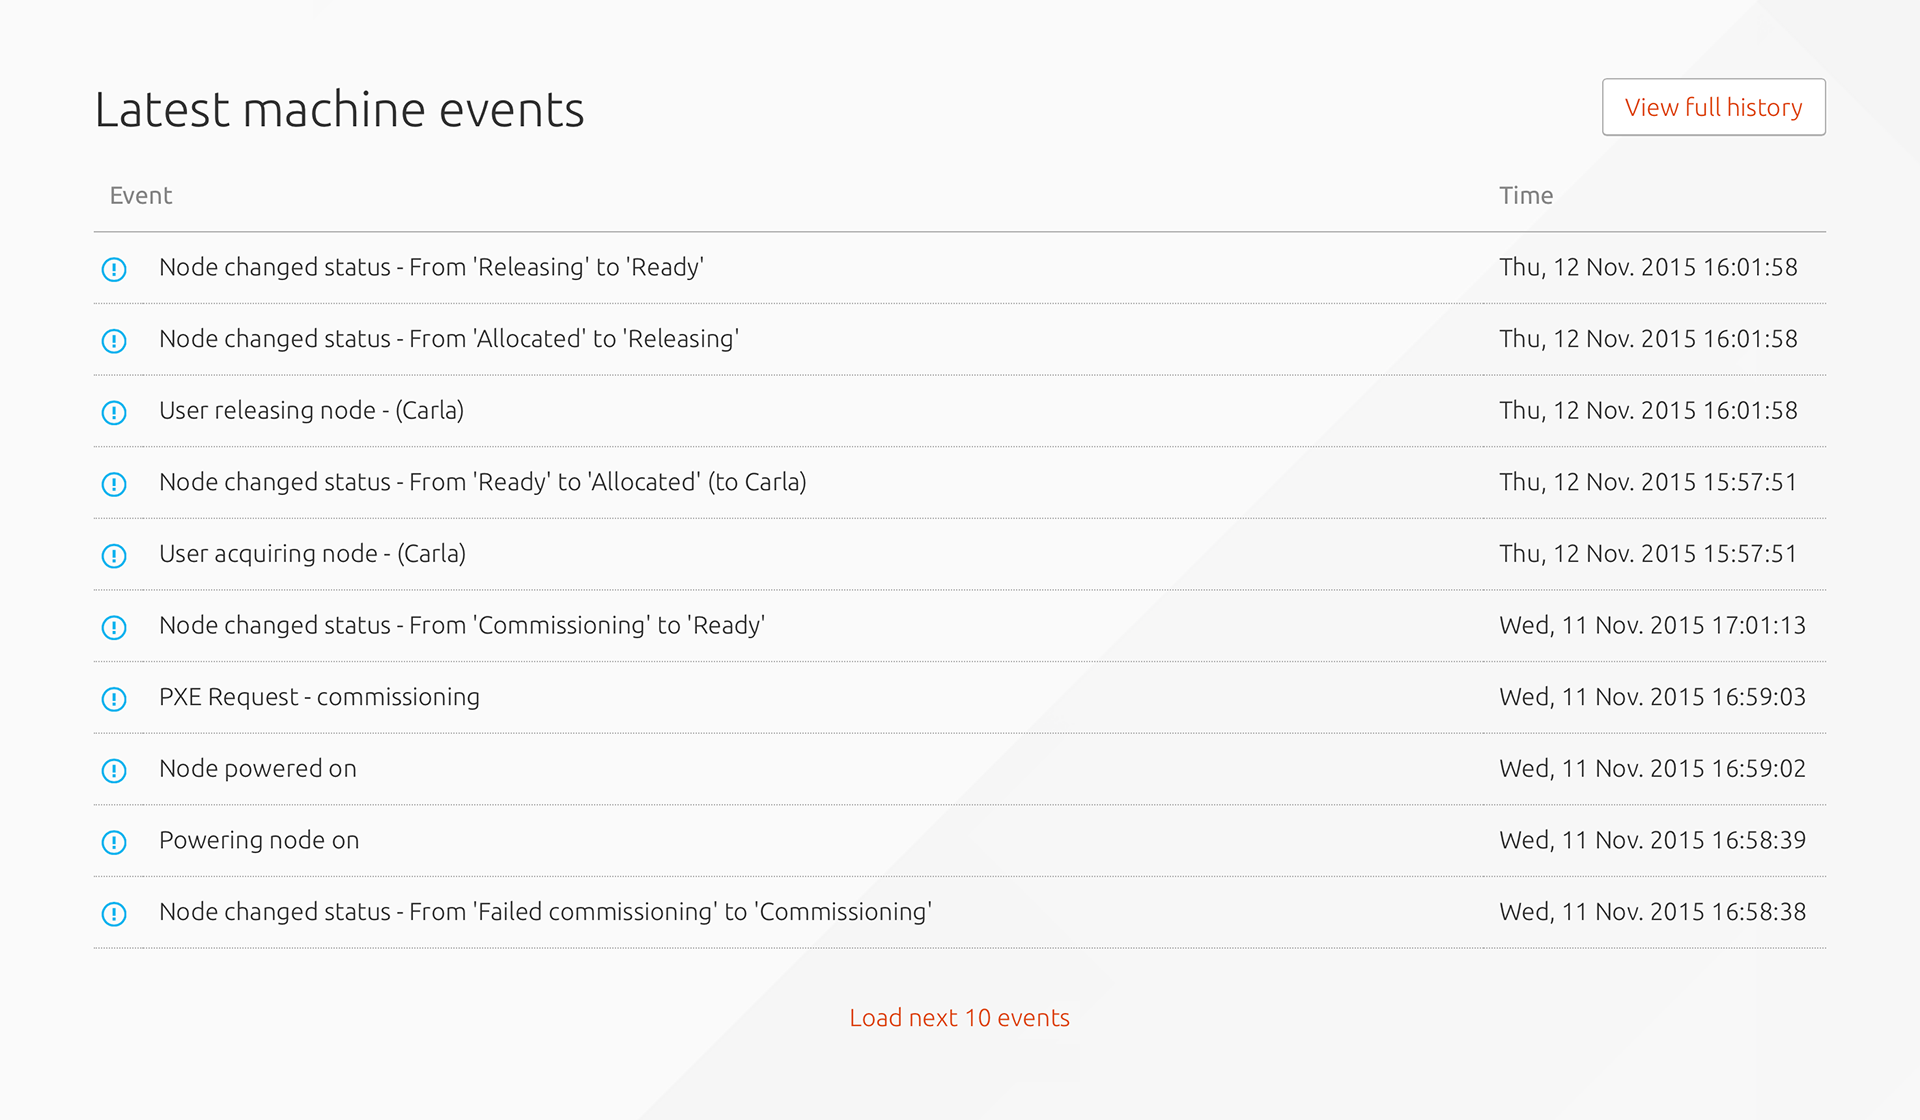 Latest machine events
View full history
Event Time
Node changed status - From 'Releasing' to 'Ready' Thu, 12 Nov. 2015 16:01:58
Node changed status - From 'Allocated' to 'Releasing' Thu, 12 Nov. 2015 16:01:58
User releasing node - (Carla) Thu, 12 Nov. 2015 16:01:58
Node changed status - From 'Ready' to 'Allocated' (to Carla) Thu, 12 Nov. 2015 15:57:51
User acquiring node - (Carla) Thu, 12 Nov. 2015 15:57:51
Node changed status - From 'Commissioning' to 'Ready' Wed, 11 Nov. 2015 17:01:13
PXE Request - commissioning Wed, 11 Nov. 2015 16:59:03
Node powered on Wed, 11 Nov. 2015 16:59:02
Powering node on Wed, 11 Nov. 2015 16:58:39
Node changed status - From 'Failed commissioning' to 'Commissioning' Wed, 11 Nov. 2015 16:58:38
Load next 10 events